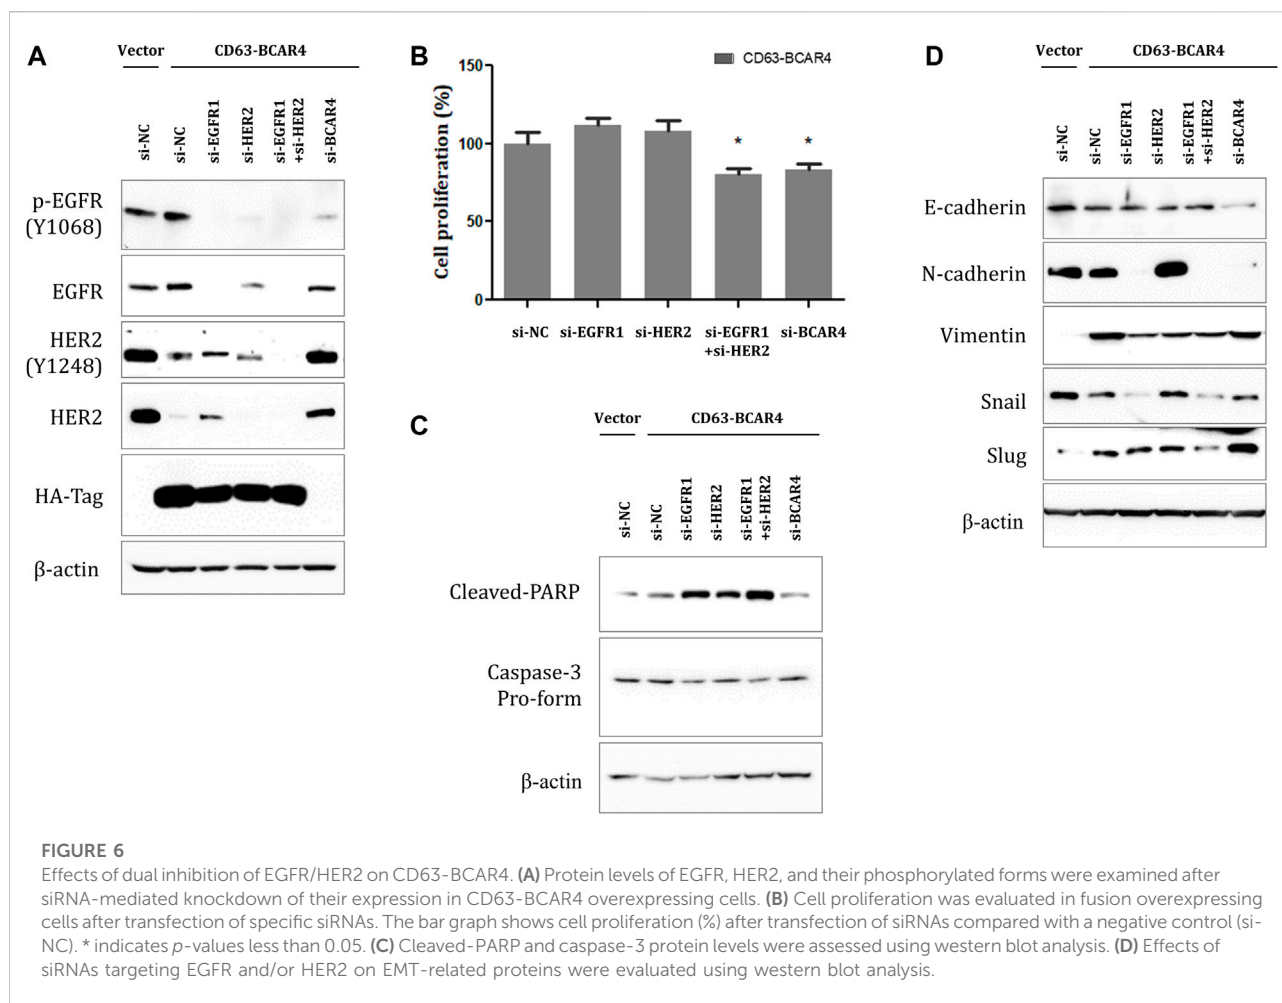 A
Vector
CD63-BCAR4
si-NC
si-NC
si-EGFR1
si-HER2
si-EGFR1
+si-HER2
si-BCAR4
p-EGFR
(Y1068)
EGFR
HER2
(Y1248)
HER2
HA-Tag
β-actin
B
CD63-BCAR4
Cell proliferation (%)
150
100
50
0
*
*
si-NC
si-EGFR1
si-HER2
si-EGFR1
+si-HER2
si-BCAR4
C
Vector
CD63-BCAR4
si-NC
si-NC
si-EGFR1
si-HER2
si-EGFR1
+si-HER2
si-BCAR4
Cleaved-PARP
Caspase-3
Pro-form
β-actin
D
Vector
CD63-BCAR4
si-NC
si-NC
si-EGFR1
si-HER2
si-EGFR1
+si-HER2
si-BCAR4
E-cadherin
N-cadherin
Vimentin
Snail
Slug
β-actin
FIGURE 6
Effects of dual inhibition of EGFR/HER2 on CD63-BCAR4. (A) Protein levels of EGFR, HER2, and their phosphorylated forms were examined after
siRNA-mediated knockdown of their expression in CD63-BCAR4 overexpressing cells. (B) Cell proliferation was evaluated in fusion overexpressing
cells after transfection of specific siRNAs. The bar graph shows cell proliferation (%) after transfection of siRNAs compared with a negative control (si-
NC). * indicates p-values less than 0.05. (C) Cleaved-PARP and caspase-3 protein levels were assessed using western blot analysis. (D) Effects of
siRNAs targeting EGFR and/or HER2 on EMT-related proteins were evaluated using western blot analysis.